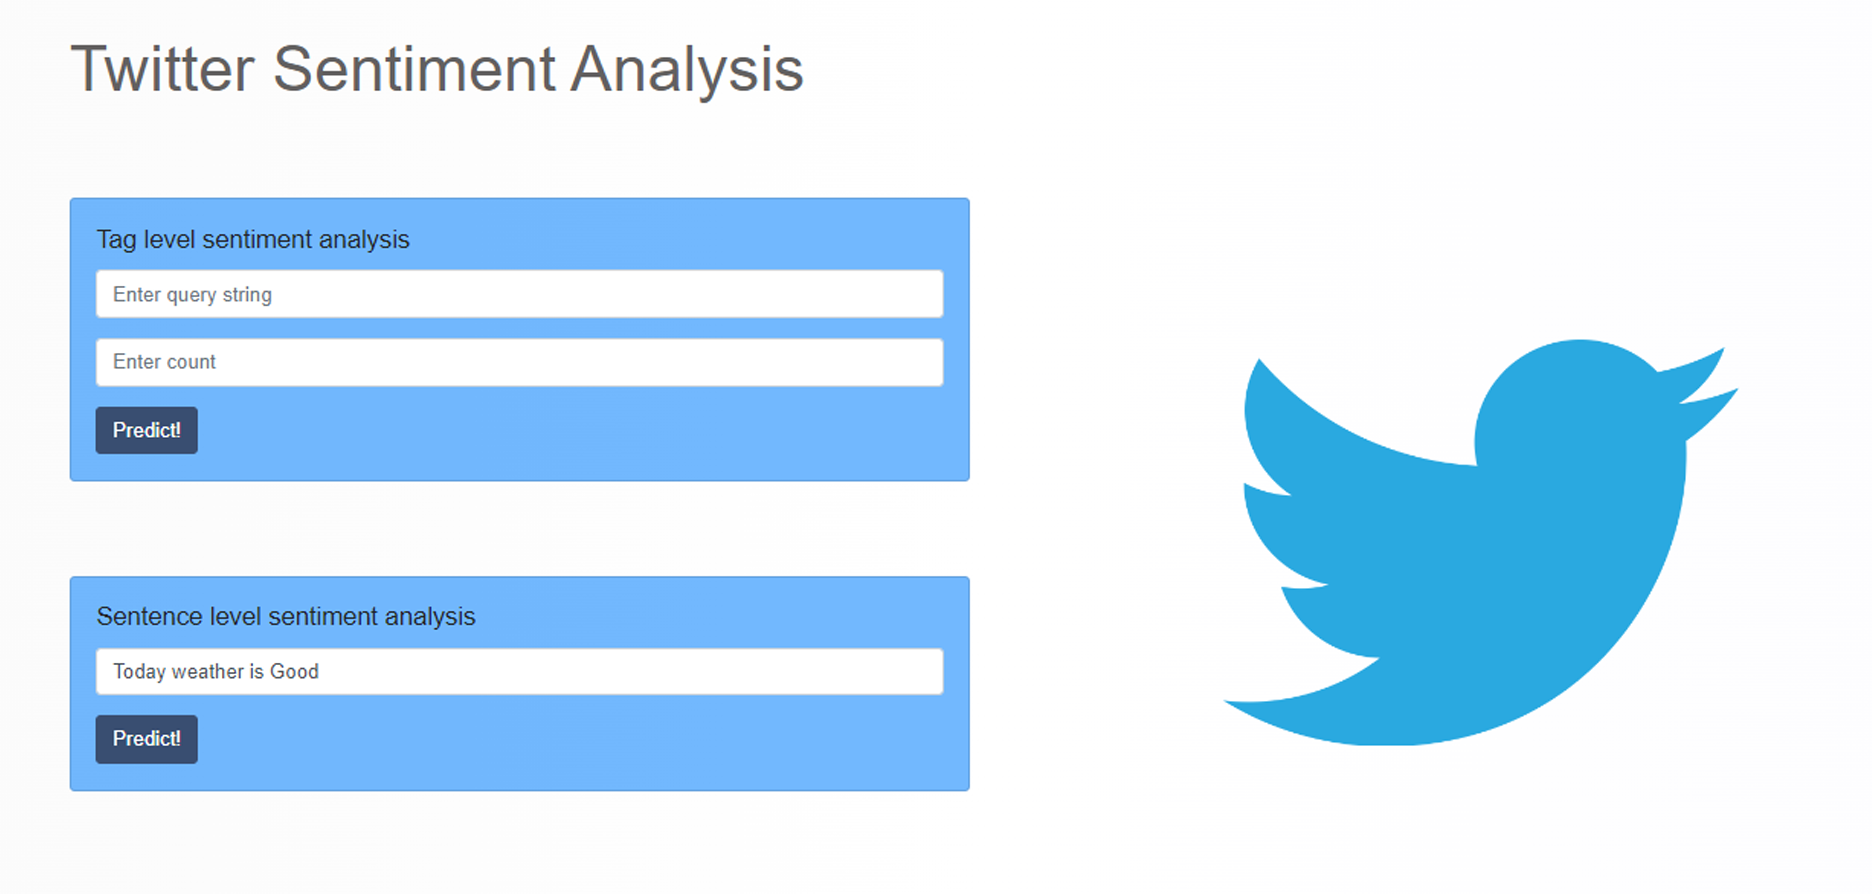 Twitter Sentiment Analysis
Tag level sentiment analysis
Enter query string
Enter count
Predict!
Sentence level sentiment analysis
Today weather is Good
Predict!